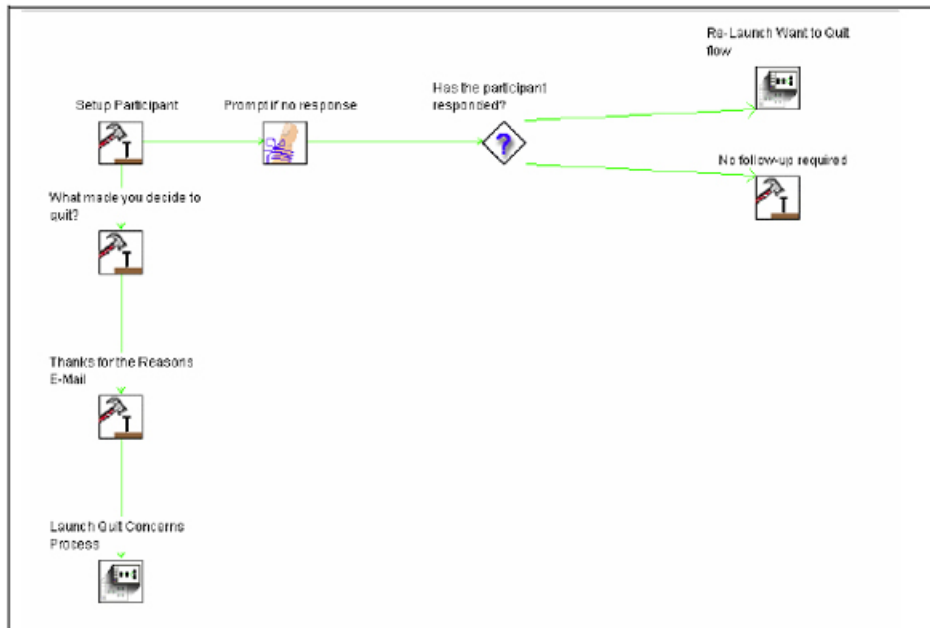 Re-Launch Want to Quit
flow
Has the participant
responded?
Setup Participant
Prompt if no response
No follow-up required
What made you decide to
quit?
Thanks for the Reasons
E-Mail
Launch Quit Concerns
Process